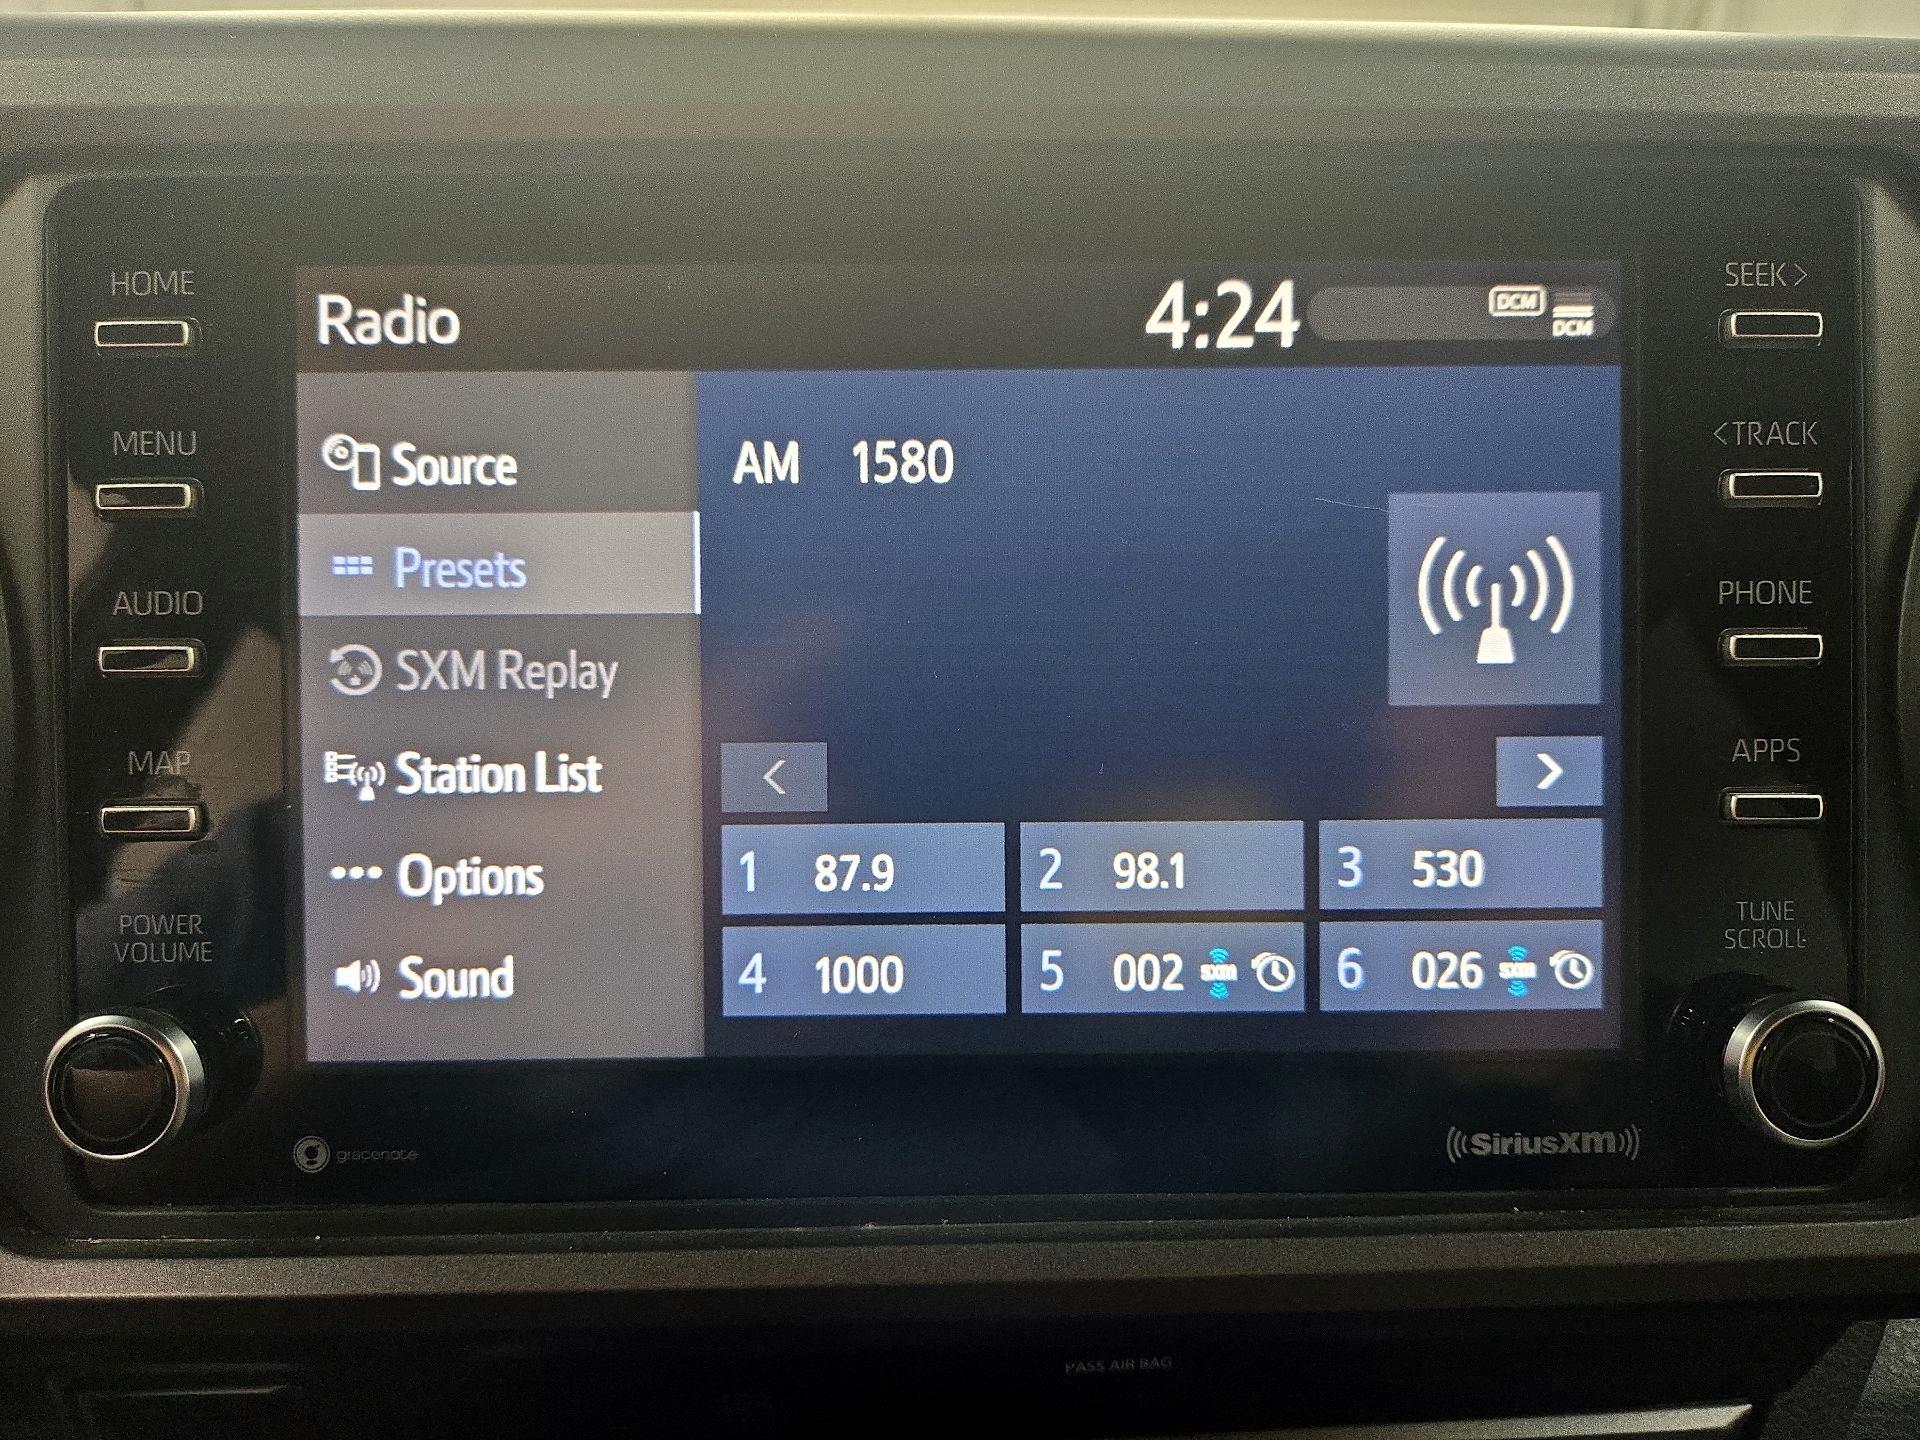 HOME
MENU
AUDIO
MAP
POWER
VOLUME
Radio
4:24
DCM
DCM
Source
Presets
SXM Replay
Station List
Options
Sound
AM 1580
<
>
1 87.9
2 98.1
3 530
4 1000
5 002 SXM
6 026 SXM
SEEK >
< TRACK
PHONE
APPS
TUNE
SCROLL
gracenote
SiriusXM
PASS AIR BAG